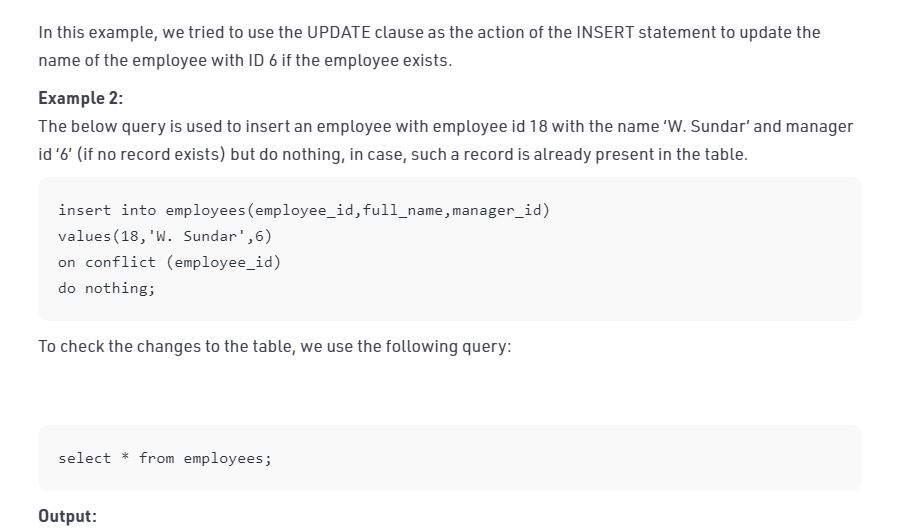 In this example, we tried to use the UPDATE clause as the action of the INSERT statement to update the
name of the employee with ID 6 if the employee exists.
Example 2:
The below query is used to insert an employee with employee id 18 with the name ‘W. Sundar’ and manager
id ‘6’ (if no record exists) but do nothing, in case, such a record is already present in the table.
insert into employees(employee_id,full_name,manager_id)
values(18,'W. Sundar',6)
on conflict (employee_id)
do nothing;
To check the changes to the table, we use the following query:
select * from employees;
Output: